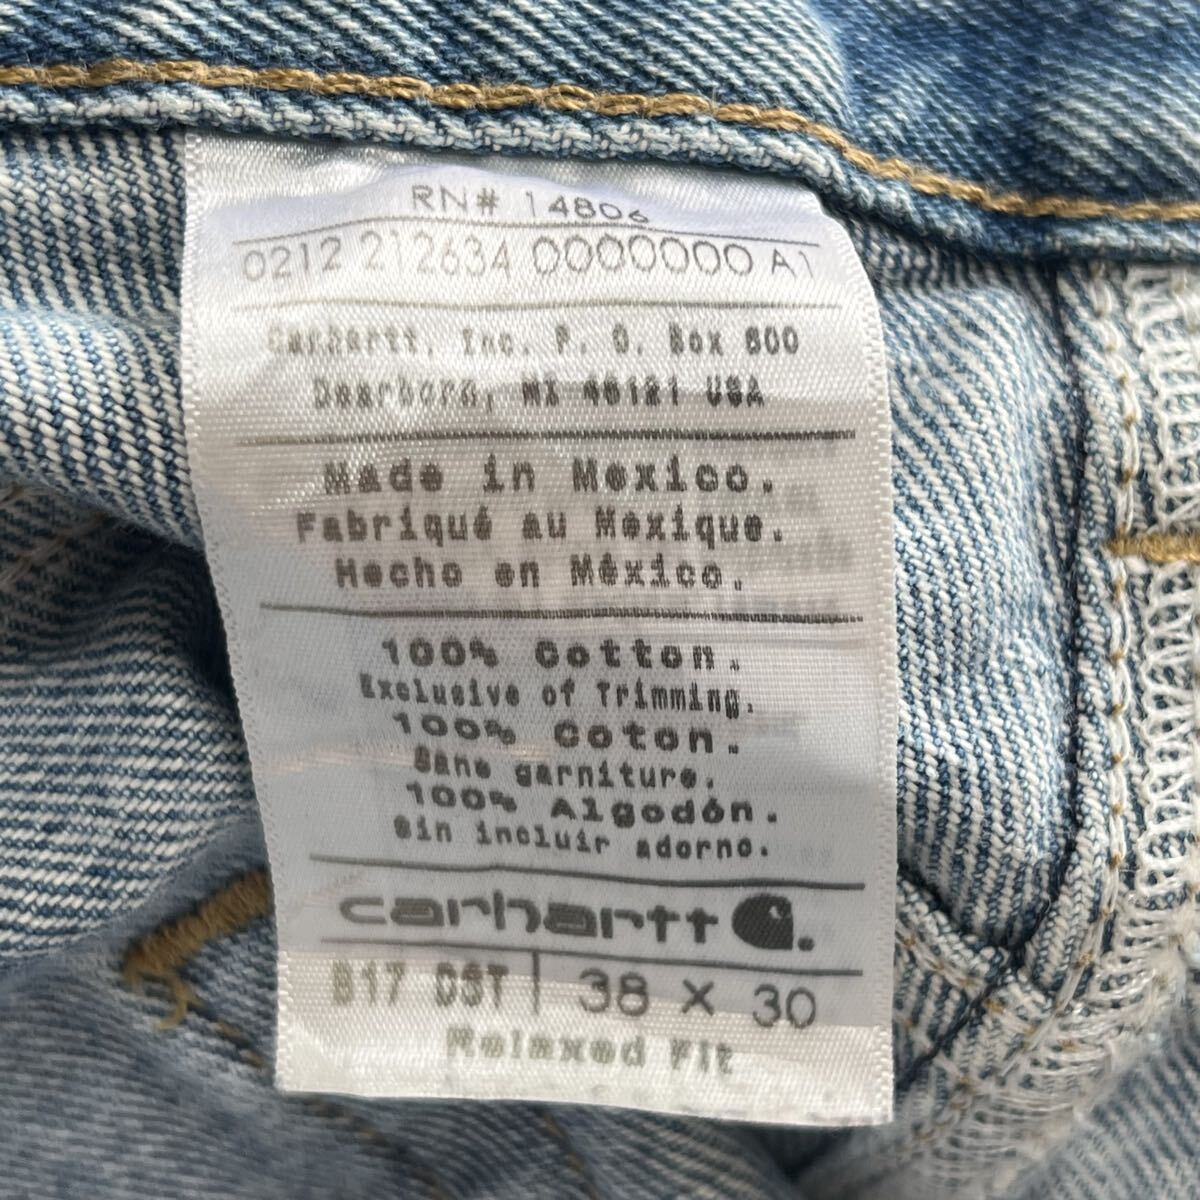 RN# 14806
0212 212634 0000000 A1
Carhartt, Inc. P. O. Box 600
Dearborn, MI 48121 USA
Made in Mexico.
Fabriqué au Mexique.
Hecho en México.
100% Cotton.
Exclusive of Trimming.
100% Coton.
Sans garniture.
100% Algodón.
Sin incluir adorno.
carhartt
B17 DST | 38 x 30
Relaxed Fit